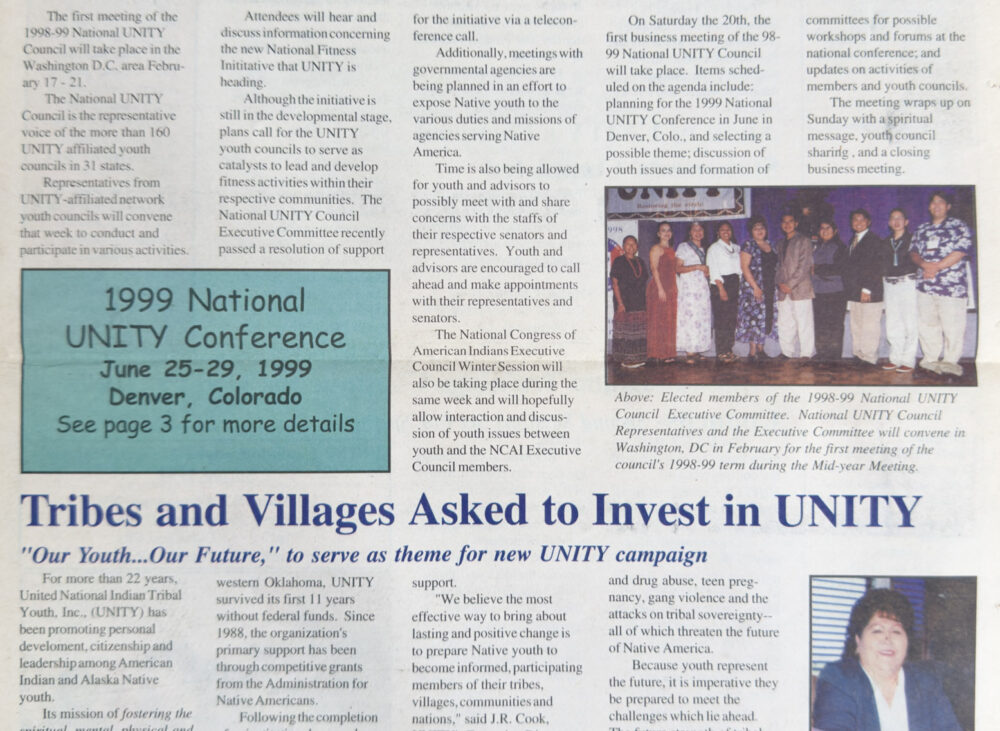 The first meeting of the
1998-99 National UNITY
Council will take place in the
Washington D.C. area Febru-
ary 17 - 21.
The National UNITY
Council is the representative
voice of the more than 160
UNITY affiliated youth
councils in 31 states.
Representatives from
UNITY-affiliated network
youth councils will convene
that week to conduct and
participate in various activities.
Attendees will hear and
discuss information concerning
the new National Fitness
Inititative that UNITY is
heading.
Although the initiative is
still in the developmental stage,
plans call for the UNITY
youth councils to serve as
catalysts to lead and develop
fitness activities within their
respective communities. The
National UNITY Council
Executive Committee recently
passed a resolution of support
for the initiative via a telecon-
ference call.
Additionally, meetings with
governmental agencies are
being planned in an effort to
expose Native youth to the
various duties and missions of
agencies serving Native
America.
Time is also being allowed
for youth and advisors to
possibly meet with and share
concerns with the staffs of
their respective senators and
representatives. Youth and
advisors are encouraged to call
ahead and make appointments
with their representatives and
senators.
The National Congress of
American Indians Executive
Council Winter Session will
also be taking place during the
same week and will hopefully
allow interaction and discus-
sion of youth issues between
youth and the NCAI Executive
Council members.
On Saturday the 20th, the
first business meeting of the 98-
99 National UNITY Council
will take place. Items sched-
uled on the agenda include:
planning for the 1999 National
UNITY Conference in June in
Denver, Colo., and selecting a
possible theme; discussion of
youth issues and formation of
committees for possible
workshops and forums at the
national conference; and
updates on activities of
members and youth councils.
The meeting wraps up on
Sunday with a spiritual
message, youth council
sharing , and a closing
business meeting.
UNITY
Restoring the
998
Above: Elected members of the 1998-99 National UNITY
Council Executive Committee. National UNITY Council
Representatives and the Executive Committee will convene in
Washington, DC in February for the first meeting of the
council's 1998-99 term during the Mid-year Meeting.
1999 National
UNITY Conference
June 25-29, 1999
Denver, Colorado
See page 3 for more details
Tribes and Villages Asked to Invest in UNITY
"Our Youth...Our Future," to serve as theme for new UNITY campaign
For more than 22 years,
United National Indian Tribal
Youth, Inc., (UNITY) has
been promoting personal
develoment, citizenship and
leadership among American
Indian and Alaska Native
youth.
Its mission of fostering the
spiritual, mental, physical and
western Oklahoma, UNITY
survived its first 11 years
without federal funds. Since
1988, the organization's
primary support has been
through competitive grants
from the Administration for
Native Americans.
Following the completion
support.
"We believe the most
effective way to bring about
lasting and positive change is
to prepare Native youth to
become informed, participating
members of their tribes,
villages, communities and
nations," said J.R. Cook,
and drug abuse, teen preg-
nancy, gang violence and the
attacks on tribal sovereignty--
all of which threaten the future
of Native America.
Because youth represent
the future, it is imperative they
be prepared to meet the
challenges which lie ahead.